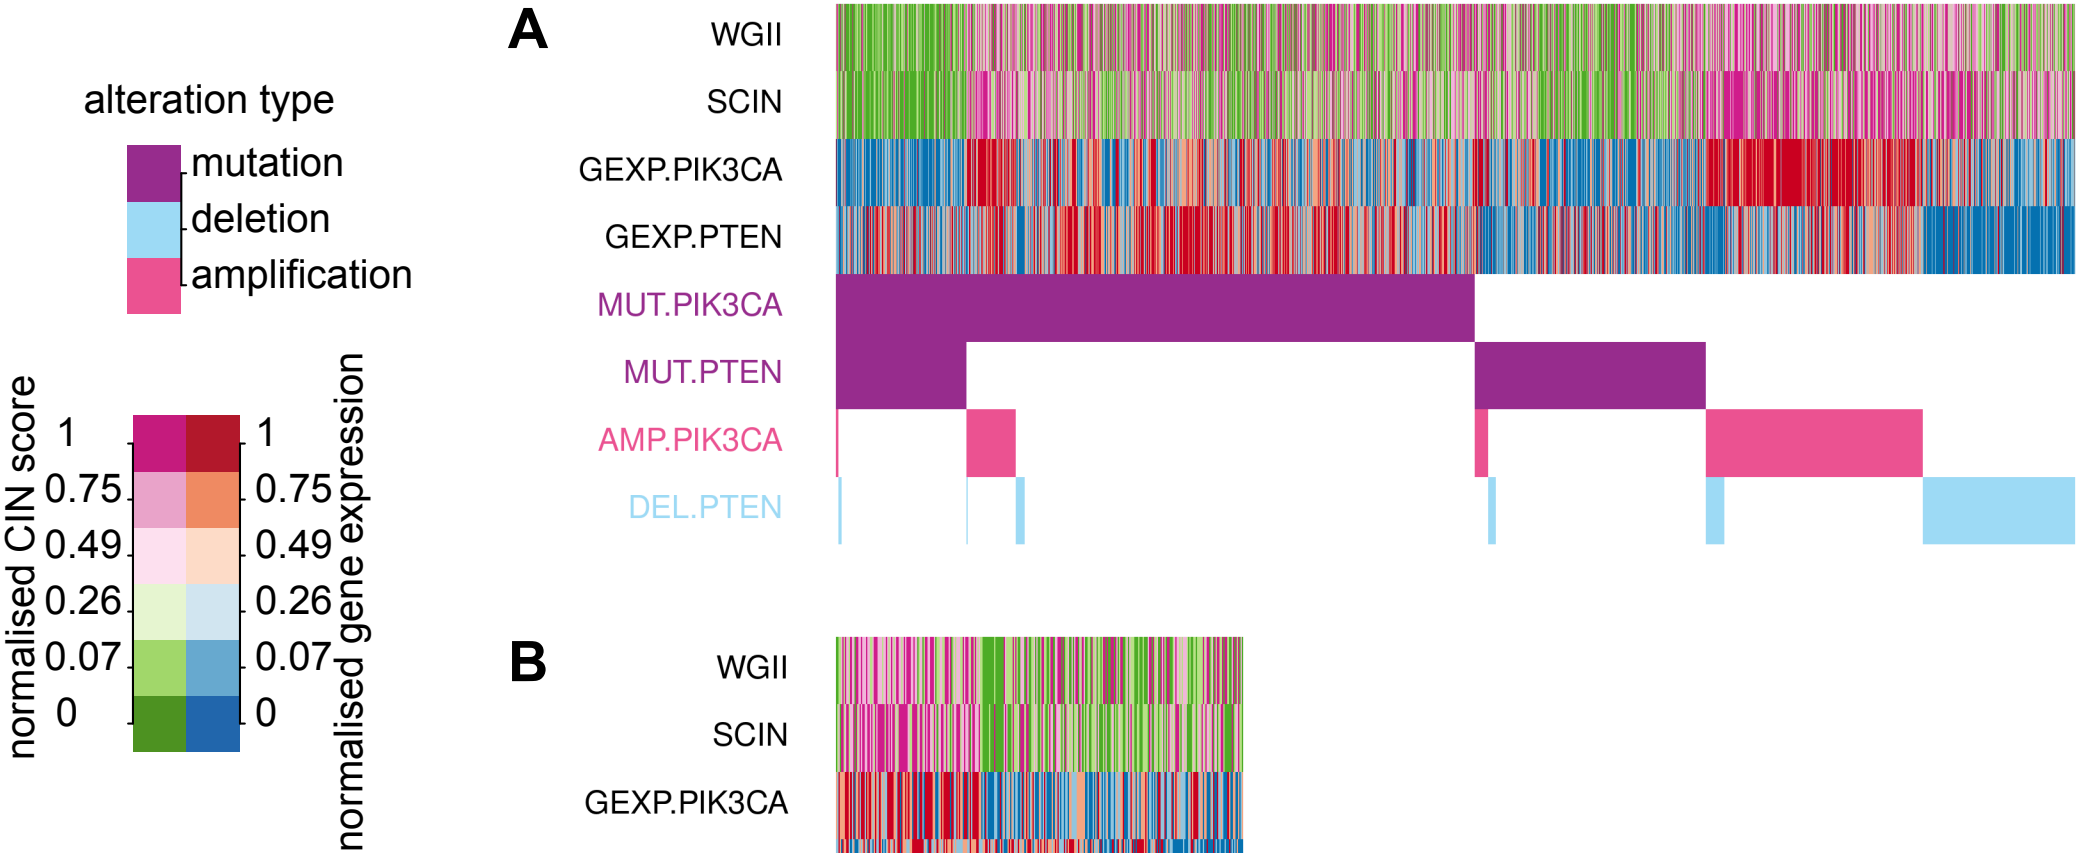 alteration type
mutation
deletion
amplification
normalised CIN score
1
0.75
0.49
0.26
0.07
0
1
0.75
0.49
0.26
0.07
0
normalised gene expression
A
WGII
SCIN
GEXP.PIK3CA
GEXP.PTEN
MUT.PIK3CA
MUT.PTEN
AMP.PIK3CA
DEL.PTEN
B
WGII
SCIN
GEXP.PIK3CA